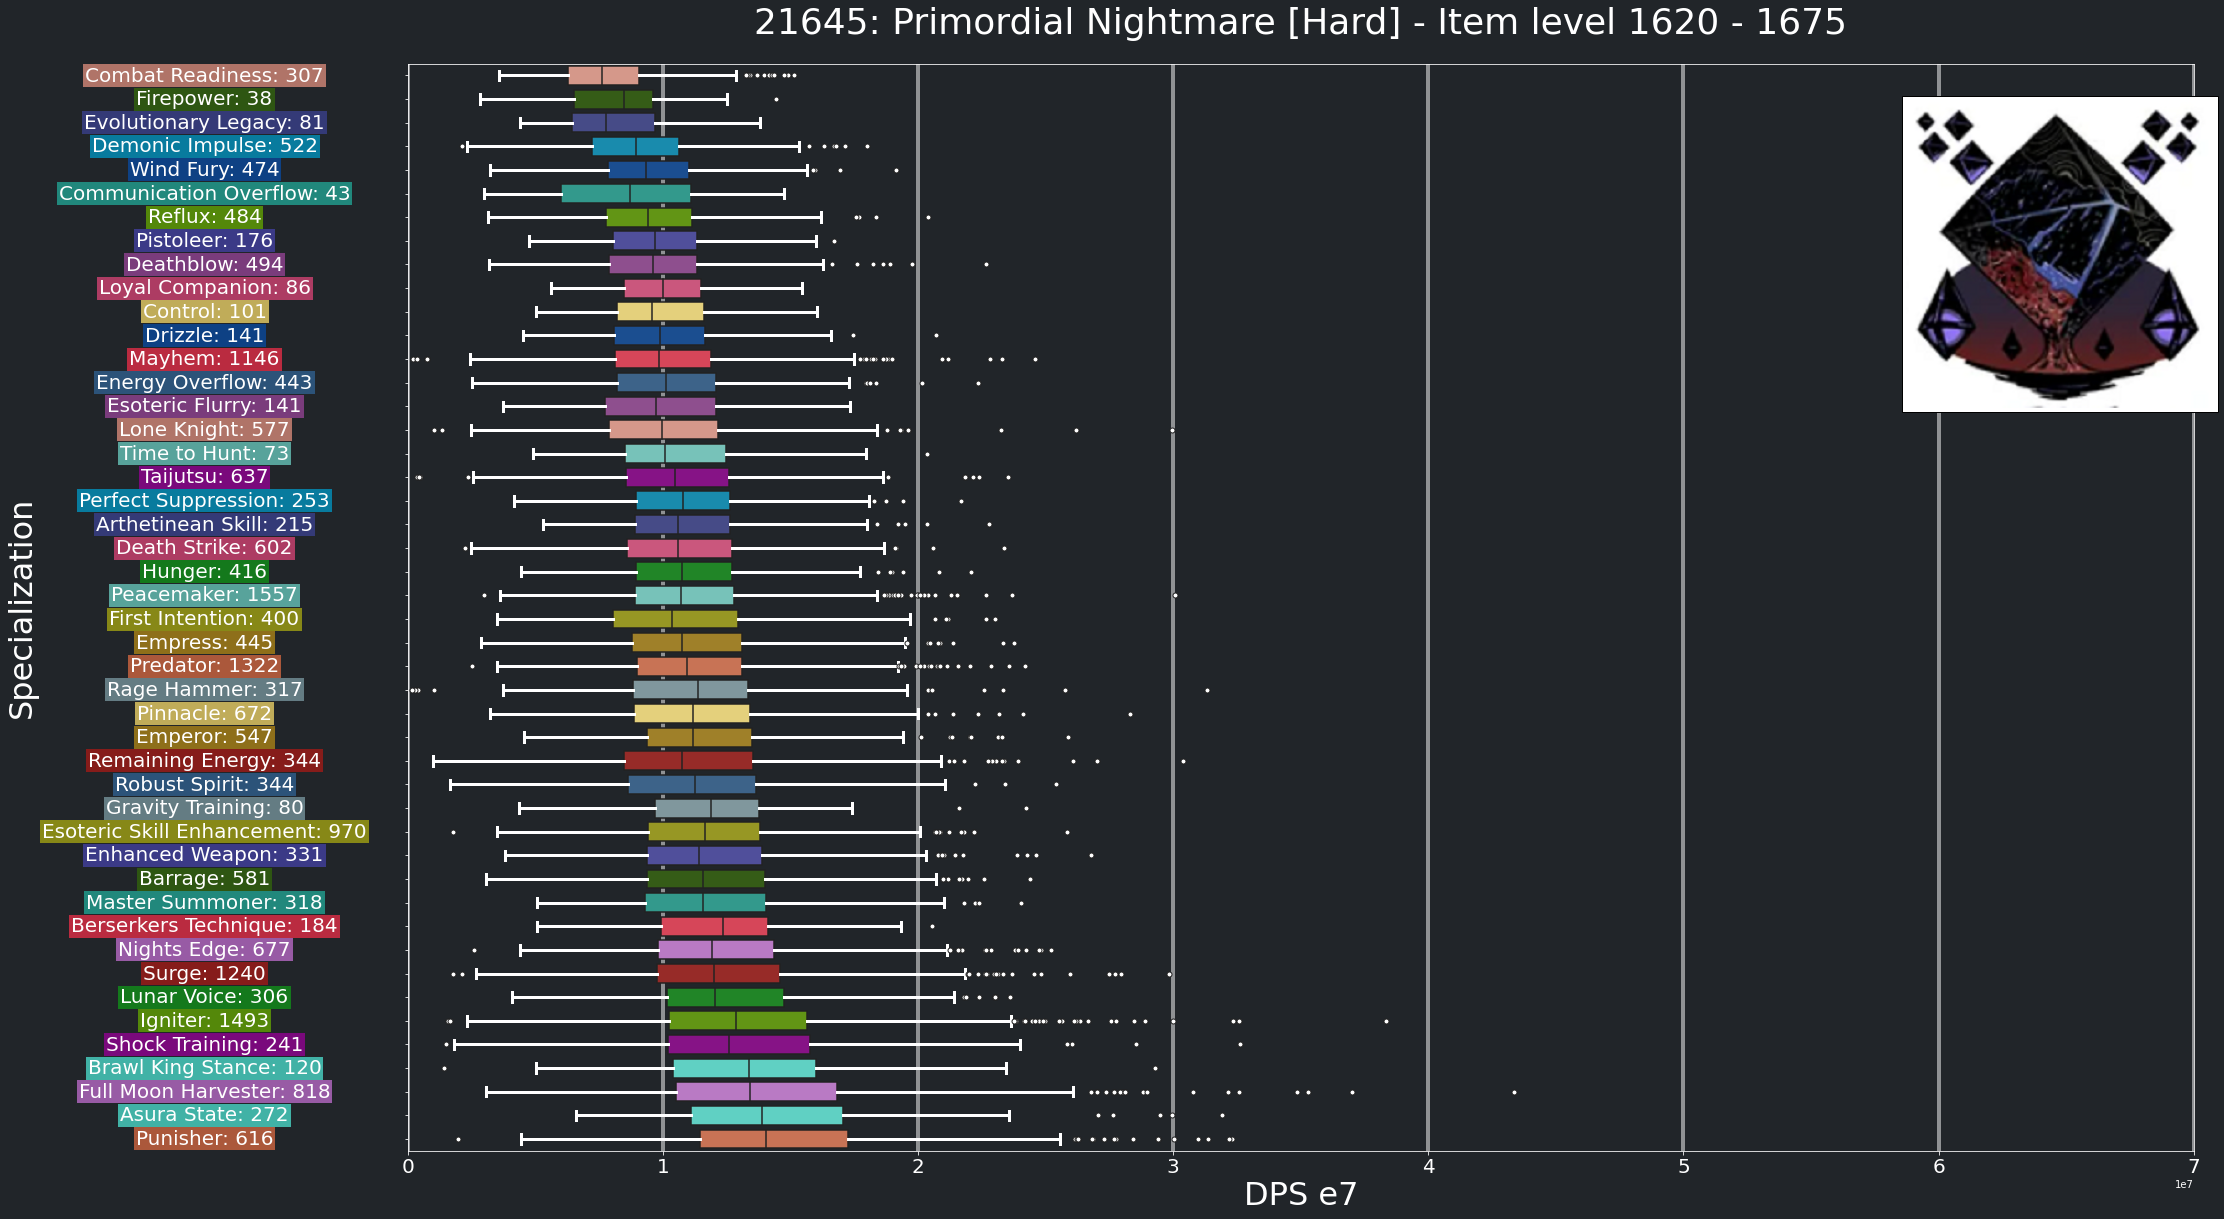 21645: Primordial Nightmare [Hard] - Item level 1620 - 1675
Specialization
Combat Readiness: 307
Firepower: 38
Evolutionary Legacy: 81
Demonic Impulse: 522
Wind Fury: 474
Communication Overflow: 43
Reflux: 484
Pistoleer: 176
Deathblow: 494
Loyal Companion: 86
Control: 101
Drizzle: 141
Mayhem: 1146
Energy Overflow: 443
Esoteric Flurry: 141
Lone Knight: 577
Time to Hunt: 73
Taijutsu: 637
Perfect Suppression: 253
Arthetinean Skill: 215
Death Strike: 602
Hunger: 416
Peacemaker: 1557
First Intention: 400
Empress: 445
Predator: 1322
Rage Hammer: 317
Pinnacle: 672
Emperor: 547
Remaining Energy: 344
Robust Spirit: 344
Gravity Training: 80
Esoteric Skill Enhancement: 970
Enhanced Weapon: 331
Barrage: 581
Master Summoner: 318
Berserkers Technique: 184
Nights Edge: 677
Surge: 1240
Lunar Voice: 306
Igniter: 1493
Shock Training: 241
Brawl King Stance: 120
Full Moon Harvester: 818
Asura State: 272
Punisher: 616
0 1 2 3 4 5 6 7
DPS e7
1e7